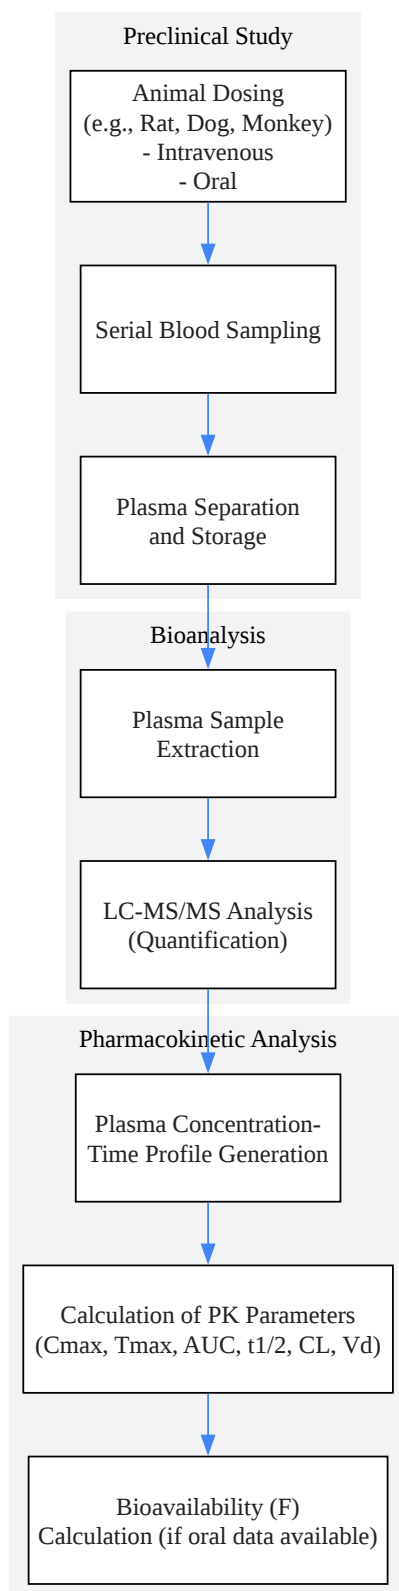 Preclinical Study
Animal Dosing
(e.g., Rat, Dog, Monkey)
- Intravenous
- Oral
Serial Blood Sampling
Plasma Separation
and Storage
Bioanalysis
Plasma Sample
Extraction
LC-MS/MS Analysis
(Quantification)
Pharmacokinetic Analysis
Plasma Concentration-
Time Profile Generation
Calculation of PK Parameters
(Cmax, Tmax, AUC, t1/2, CL, Vd)
Bioavailability (F)
Calculation (if oral data available)